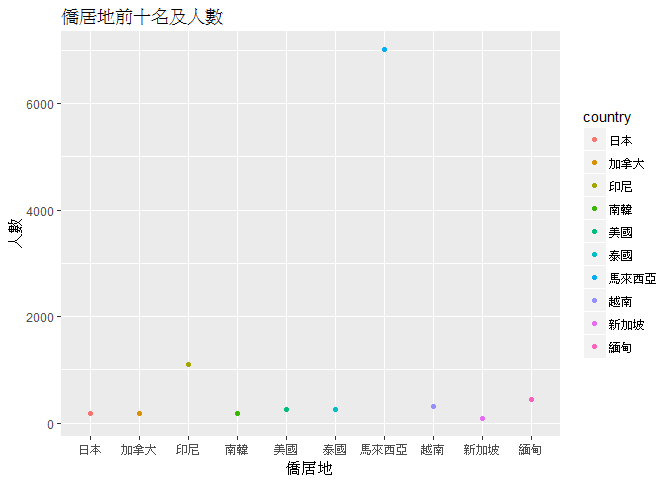 僑居地前十名及人數
人數
6000
4000
2000
0
日本 加拿大 印尼 南韓 美國 泰國 馬來西亞 越南 新加坡 緬甸
僑居地
country
日本
加拿大
印尼
南韓
美國
泰國
馬來西亞
越南
新加坡
緬甸